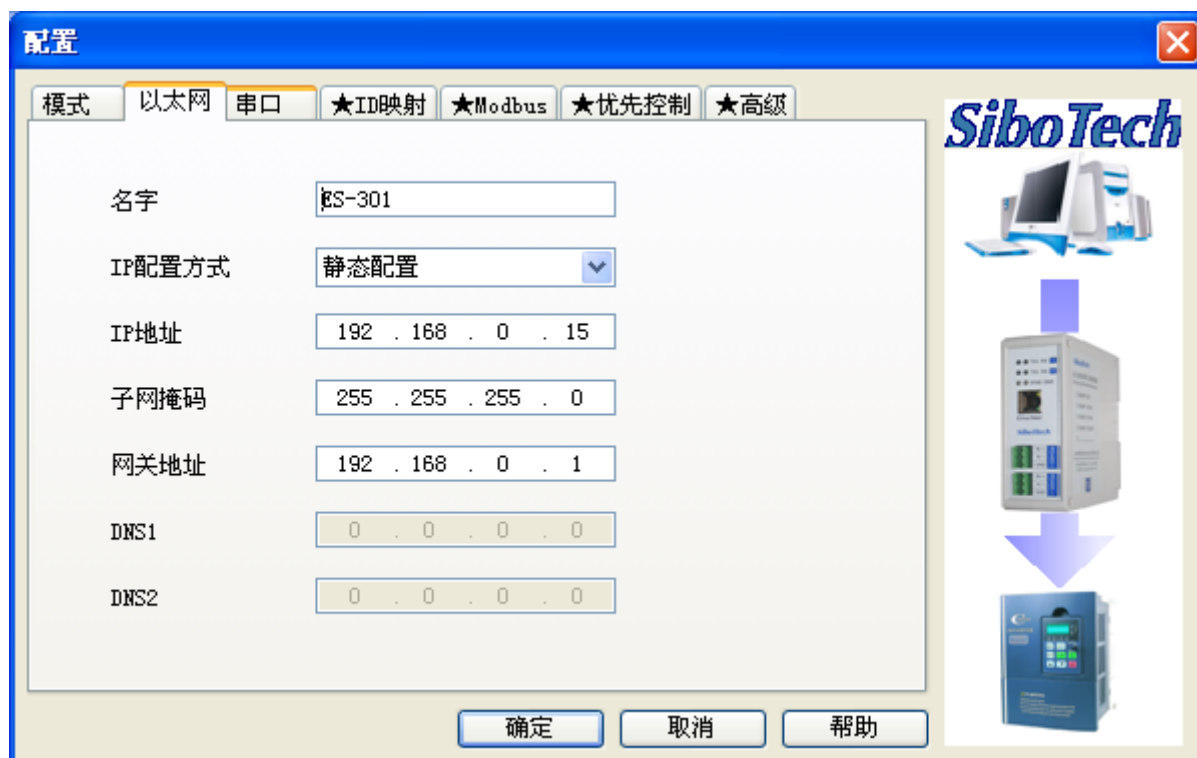 配置
模式 以太网 串口 ★ID映射 ★Modbus ★优先控制 ★高级
SiboTech
名字 ES-301
IP配置方式 静态配置
IP地址 192 . 168 . 0 . 15
子网掩码 255 . 255 . 255 . 0
网关地址 192 . 168 . 0 . 1
DNS1 0 . 0 . 0 . 0
DNS2 0 . 0 . 0 . 0
确定 取消 帮助